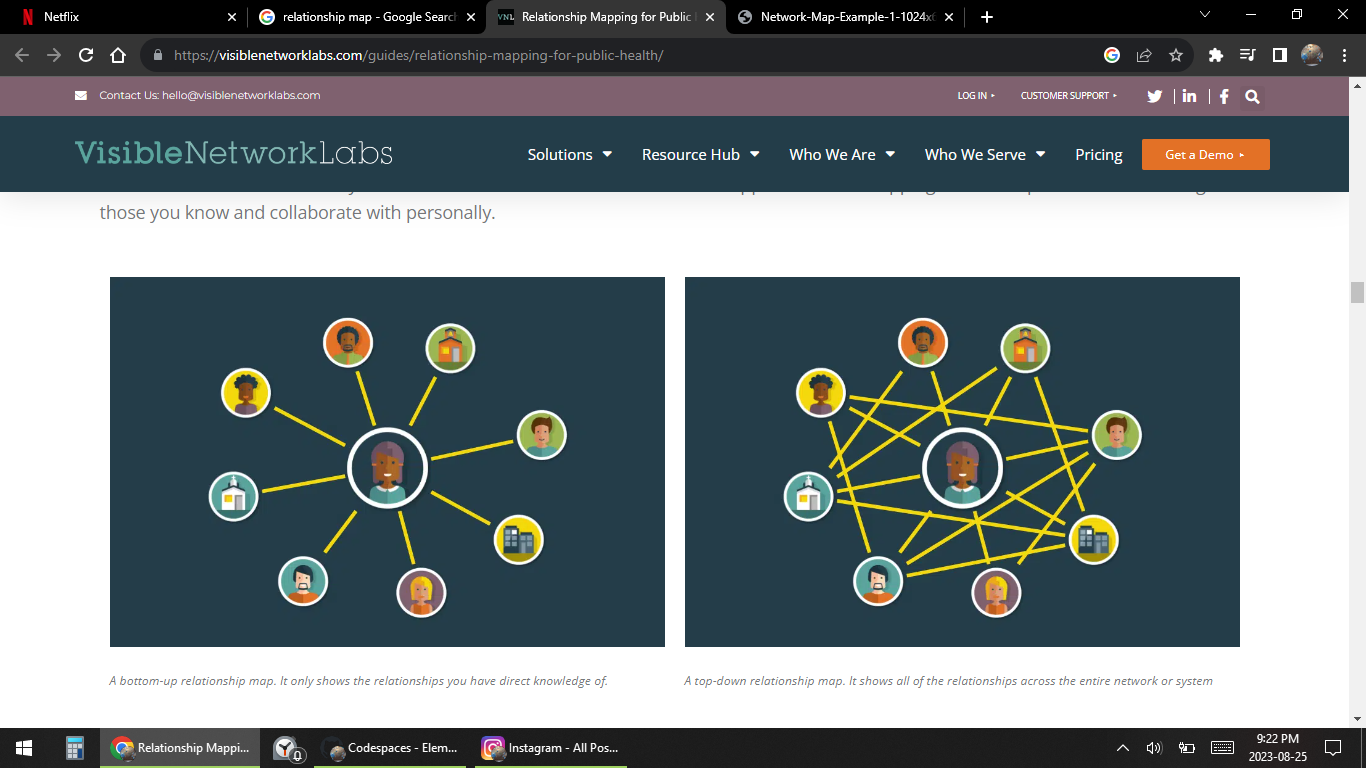 Netflix
relationship map - Google Search
VNL
Relationship Mapping for Public
Network-Map-Example-1-1024x
https://visiblenetworklabs.com/guides/relationship-mapping-for-public-health/
Contact Us: hello@visiblenetworklabs.com
LOG IN
CUSTOMER SUPPORT
VisibleNetworkLabs
Solutions
Resource Hub
Who We Are
Who We Serve
Pricing
Get a Demo
those you know and collaborate with personally.
A bottom-up relationship map. It only shows the relationships you have direct knowledge of.
A top-down relationship map. It shows all of the relationships across the entire network or system
Relationship Mappi...
0
Codespaces - Elem...
Instagram - All Pos...
9:22 PM
2023-08-25